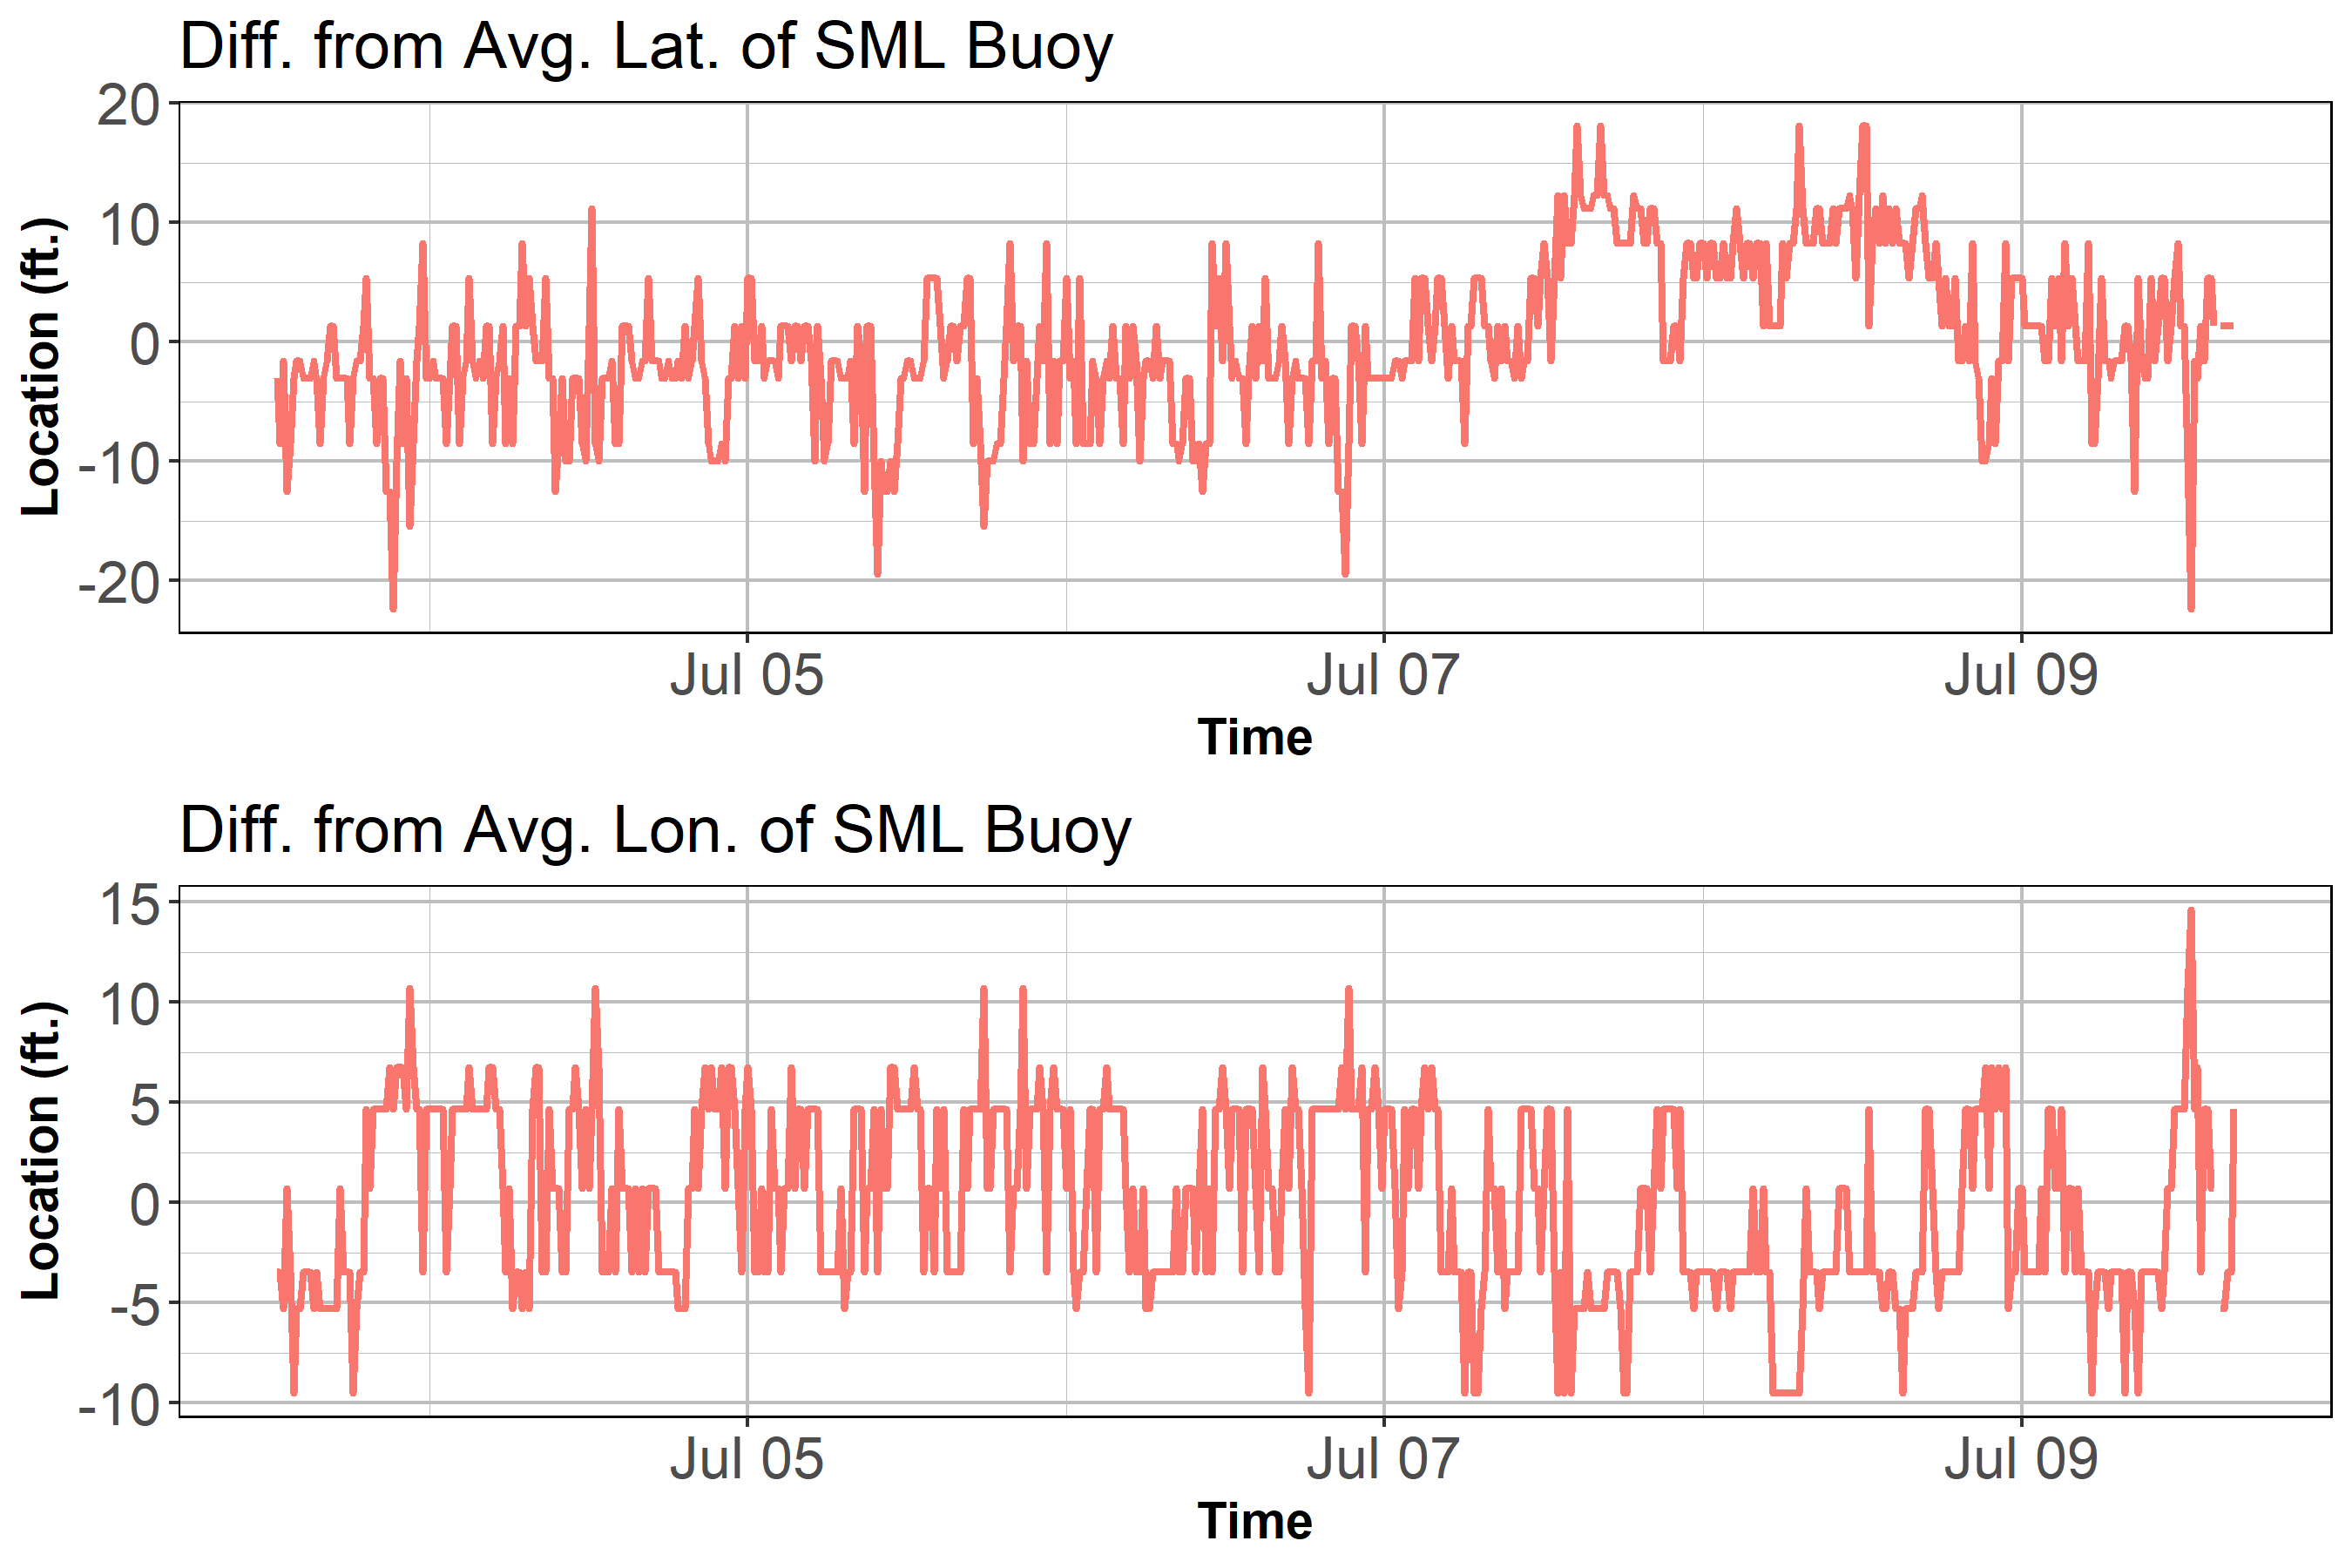 Diff. from Avg. Lat. of SML Buoy
20
10
0
-10
-20
Location (ft.)
Jul 05 Jul 07 Jul 09
Time
Diff. from Avg. Lon. of SML Buoy
15
10
5
0
-5
-10
Location (ft.)
Jul 05 Jul 07 Jul 09
Time